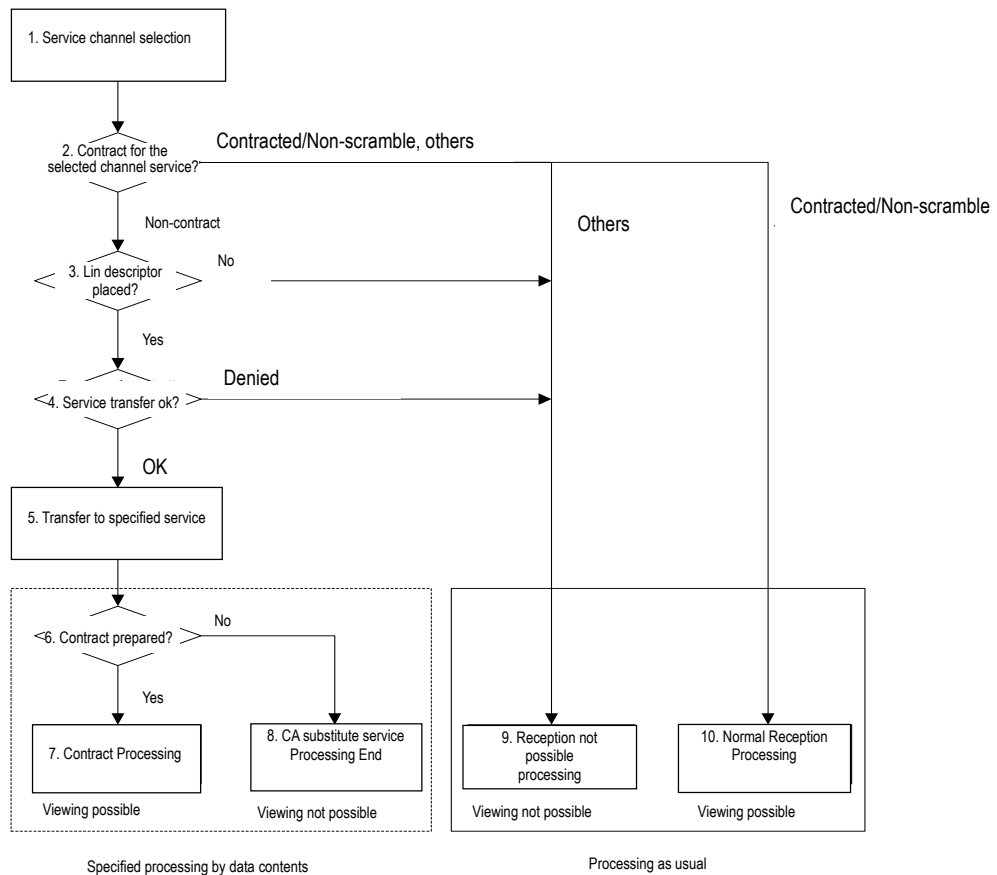 1. Service channel selection
Contracted/Non-scramble, others
2. Contract for the
selected channel service?
Contracted/Non-scramble
Non-contract
Others
No
3. Lin descriptor
placed?
Yes
Denied
4. Service transfer ok?
OK
5. Transfer to specified service
6. Contract prepared?
No
Yes
7. Contract Processing
8. CA substitute service
Processing End
9. Reception not
possible
processing
10. Normal Reception
Processing
Viewing possible
Viewing not possible
Viewing not possible
Viewing possible
Specified processing by data contents
Processing as usual